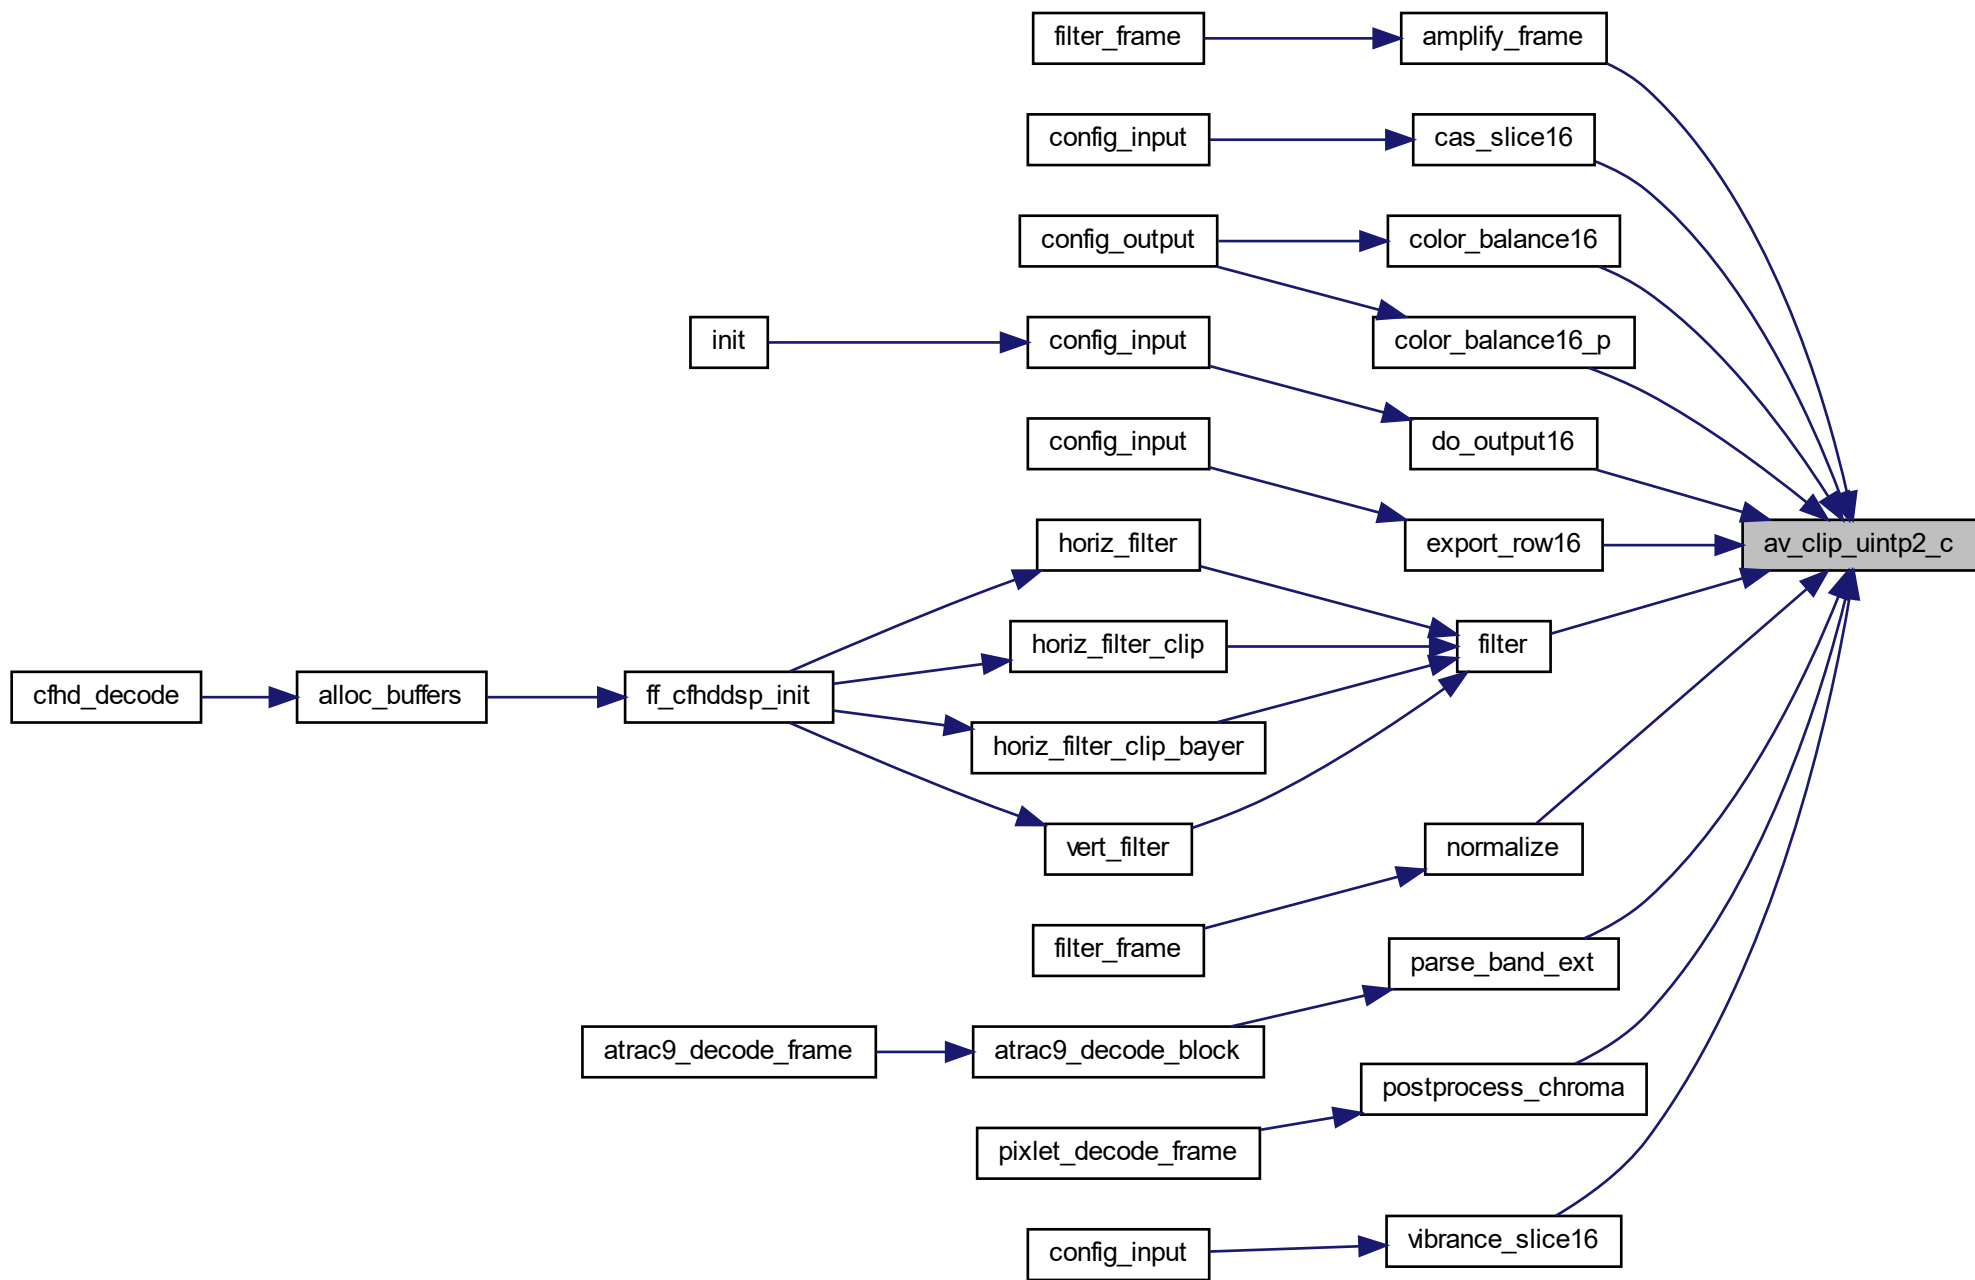 filter_frame
amplify_frame
config_input
cas_slice16
config_output
color_balance16
init
config_input
color_balance16_p
config_input
do_output16
horiz_filter
export_row16
av_clip_uintp2_c
horiz_filter_clip
filter
cfhd_decode
alloc_buffers
ff_cfhddsp_init
horiz_filter_clip_bayer
vert_filter
normalize
filter_frame
parse_band_ext
atrac9_decode_frame
atrac9_decode_block
postprocess_chroma
pixlet_decode_frame
config_input
vibrance_slice16